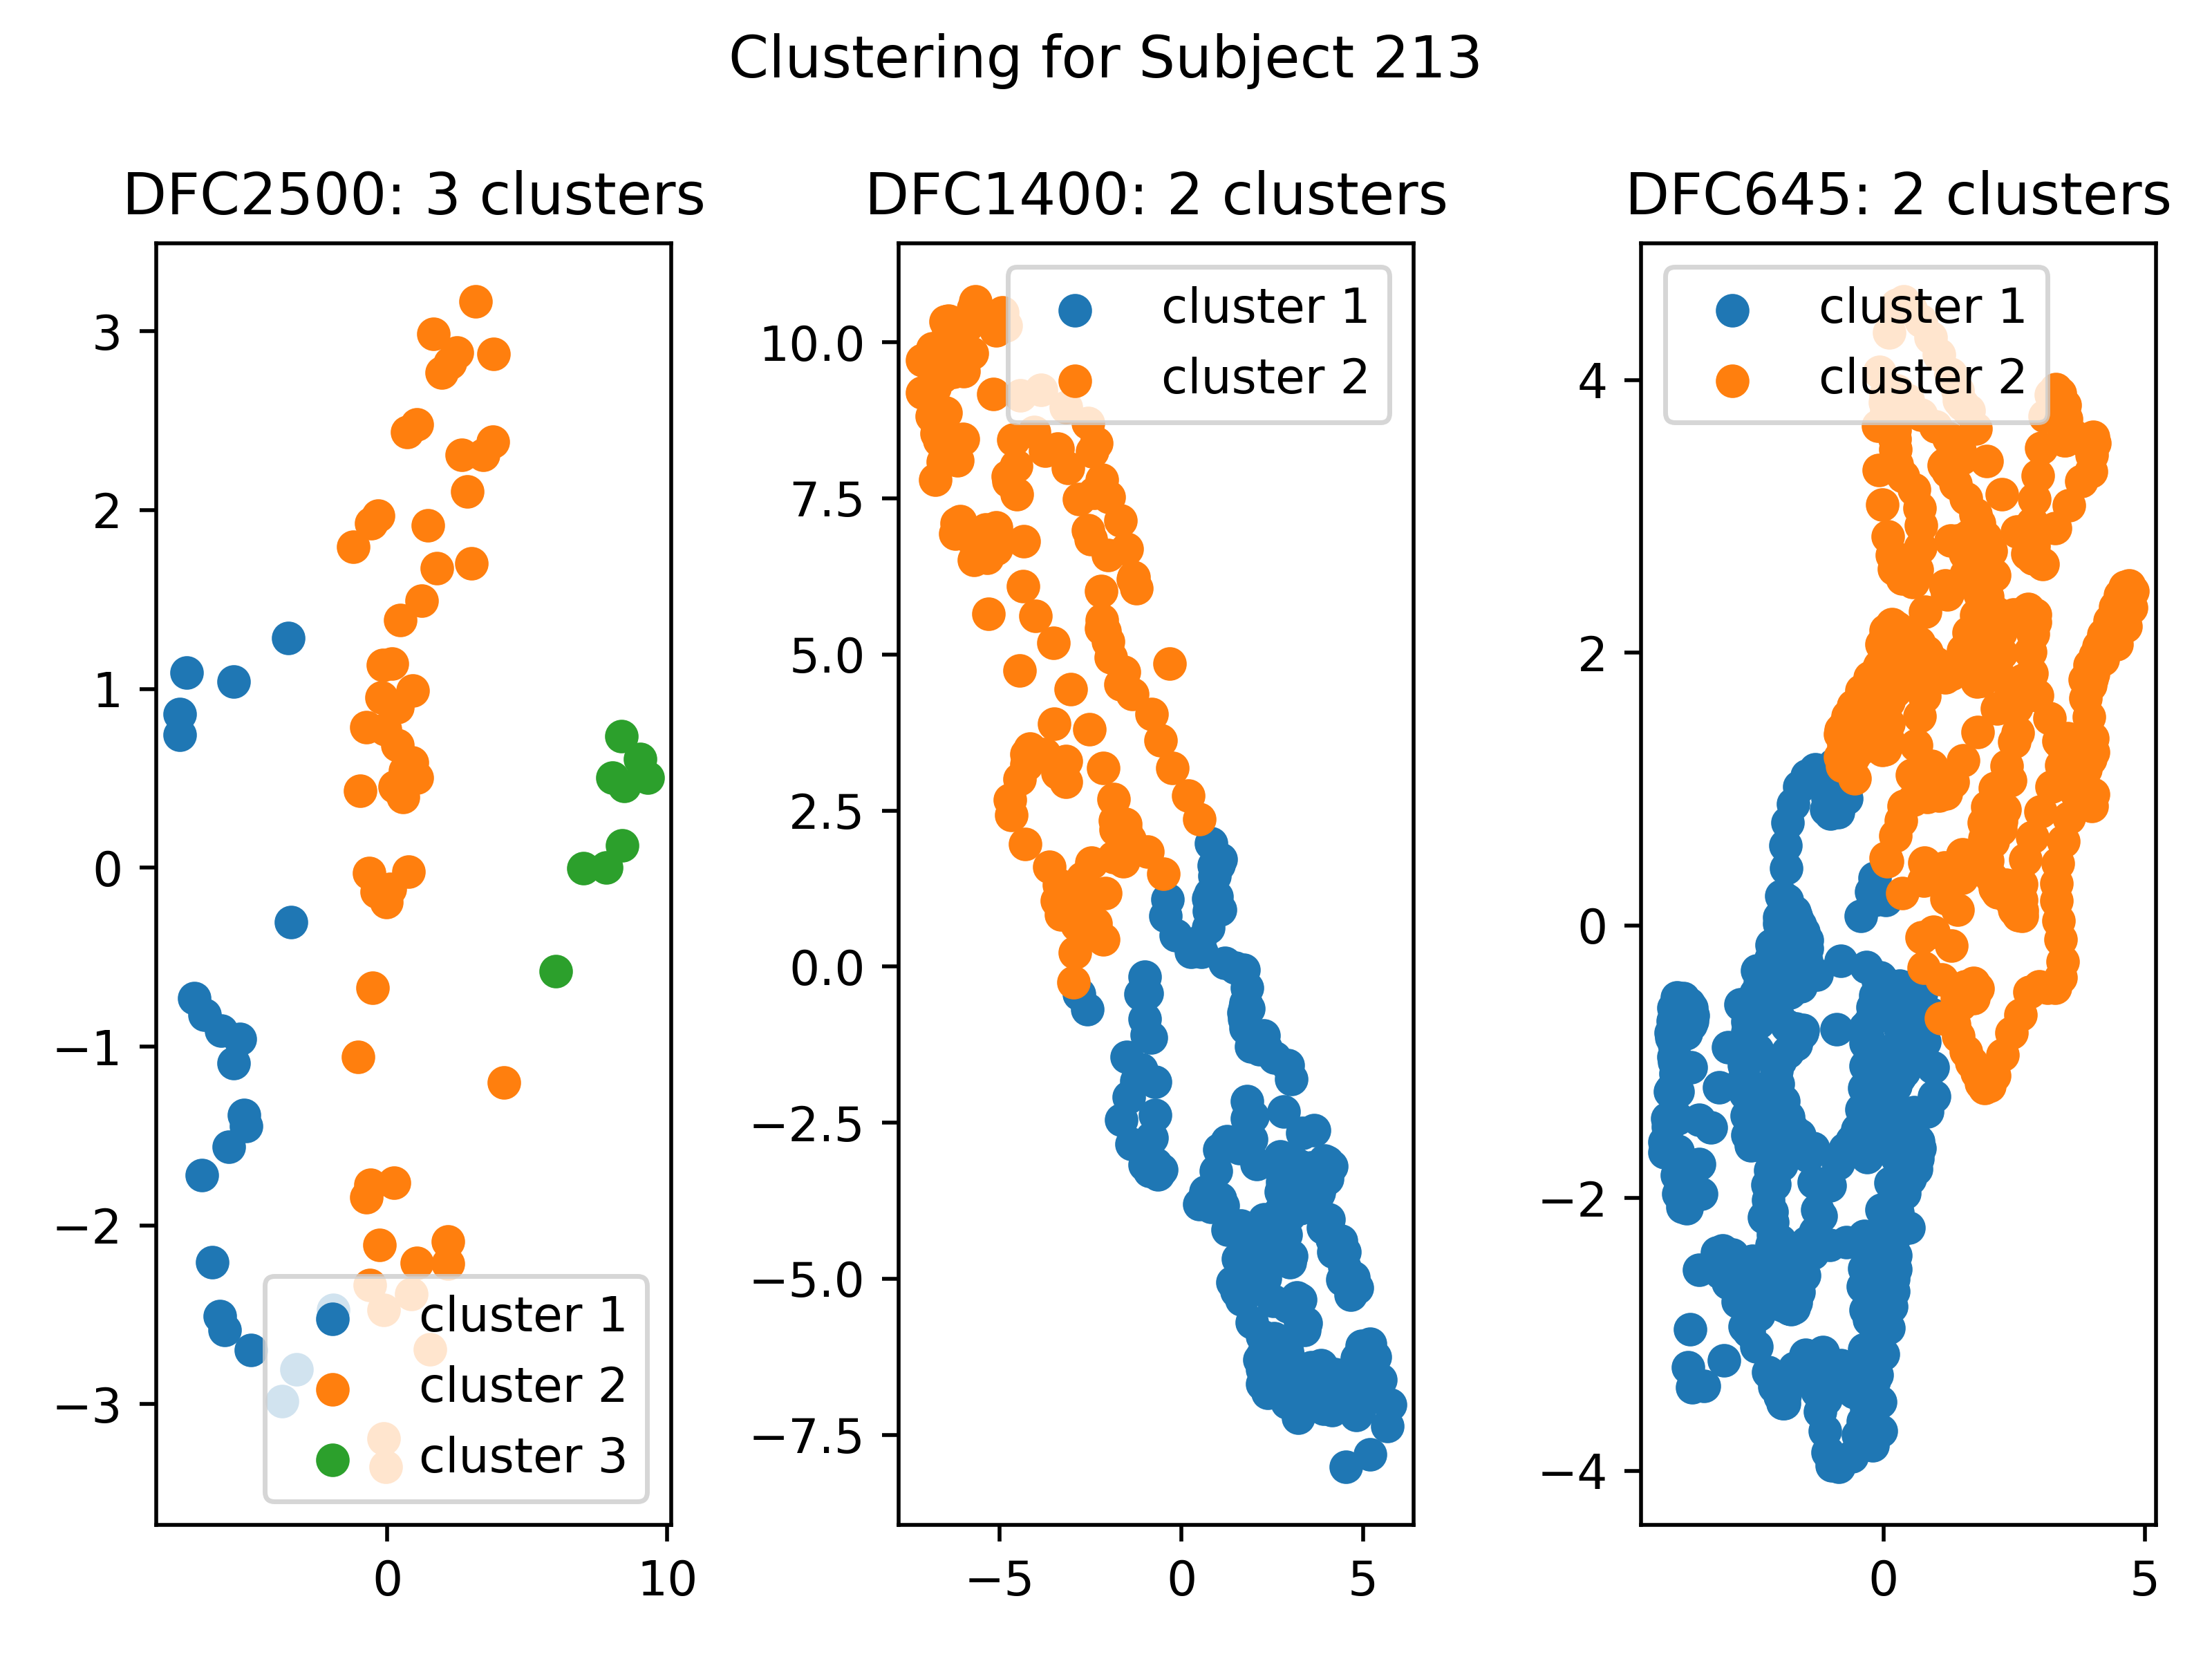 Clustering for Subject 213
DFC2500: 3 clusters
3
2
1
0
−1
−2
−3
0
10
cluster 1
cluster 2
cluster 3
DFC1400: 2 clusters
10.0
7.5
5.0
2.5
0.0
−2.5
−5.0
−7.5
−5
0
5
cluster 1
cluster 2
DFC645: 2 clusters
4
2
0
−2
−4
0
5
cluster 1
cluster 2